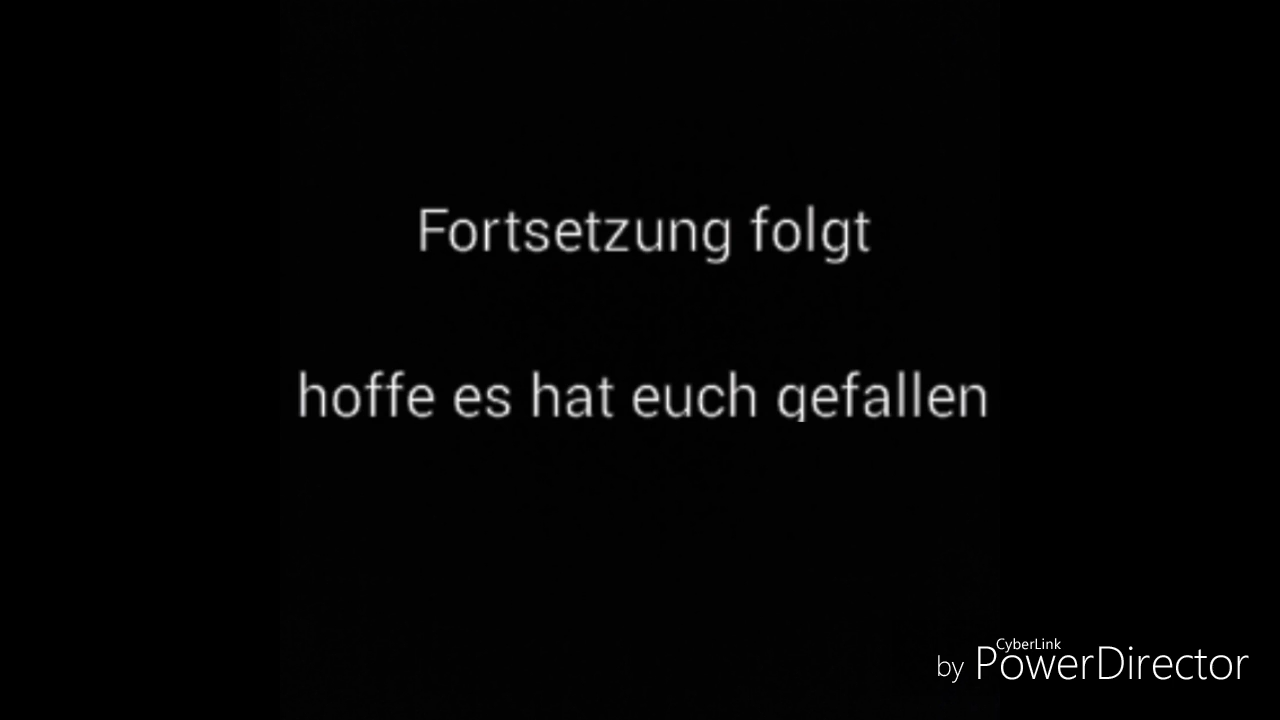 Fortsetzung folgt
hoffe es hat euch gefallen
CyberLink
by PowerDirector